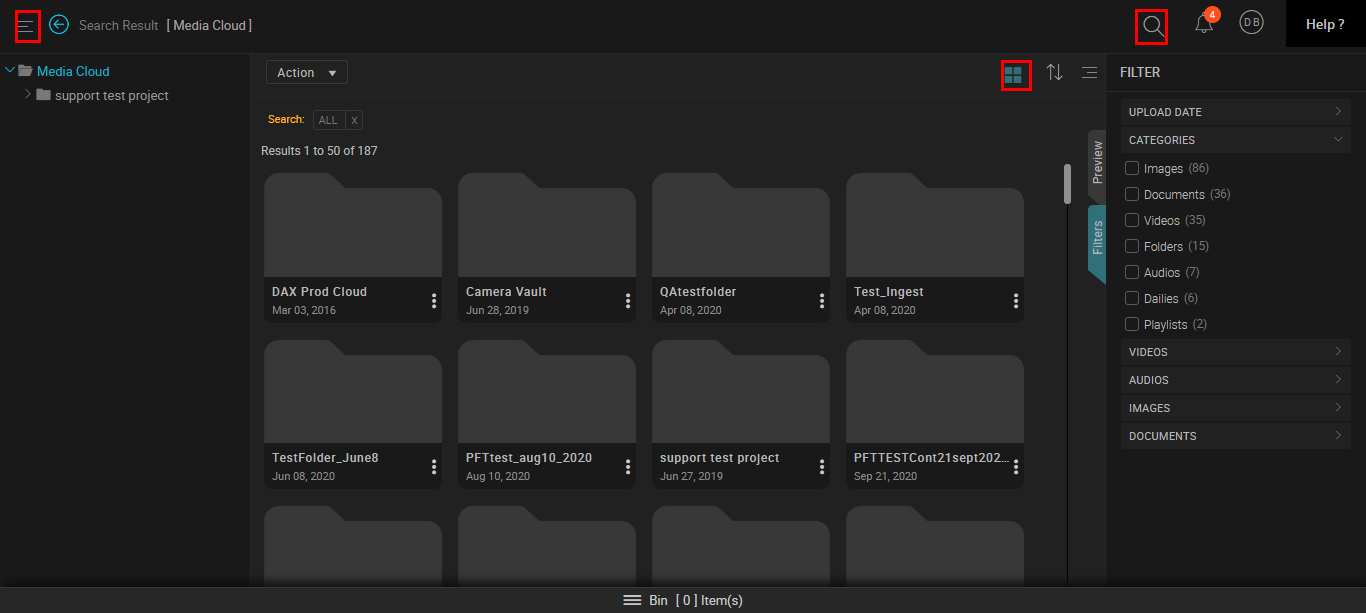 Search Result [ Media Cloud ]
4
D B
Help ?
Media Cloud
support test project
Action
Search: ALL x
Results 1 to 50 of 187
DAX Prod Cloud
Mar 03, 2016
Camera Vault
Jun 28, 2019
QAtestfolder
Apr 08, 2020
Test_Ingest
Apr 08, 2020
TestFolder_June8
Jun 08, 2020
PFTtest_aug10_2020
Aug 10, 2020
support test project
Jun 27, 2019
PFTTESTCont21sept202...
Sep 21, 2020
Preview
Filters
FILTER
UPLOAD DATE
CATEGORIES
Images (86)
Documents (36)
Videos (35)
Folders (15)
Audios (7)
Dailies (6)
Playlists (2)
VIDEOS
AUDIOS
IMAGES
DOCUMENTS
Bin [ 0 ] Item(s)